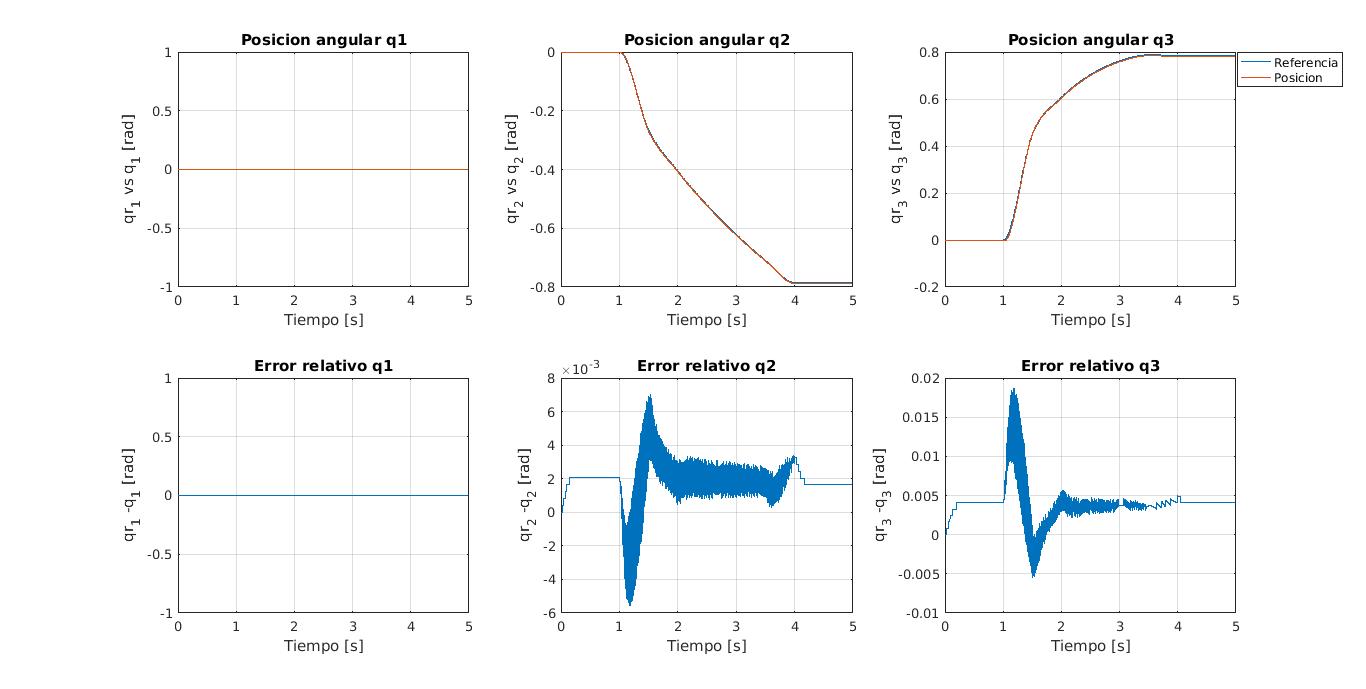 Posicion angular q1
1
0.5
0
-0.5
-1
qr1 vs q1 [rad]
0 1 2 3 4 5
Tiempo [s]
Posicion angular q2
0
-0.2
-0.4
-0.6
-0.8
qr2 vs q2 [rad]
0 1 2 3 4 5
Tiempo [s]
Posicion angular q3
0.8
0.6
0.4
0.2
0
-0.2
qr3 vs q3 [rad]
0 1 2 3 4 5
Tiempo [s]
Referencia
Posicion
Error relativo q1
1
0.5
0
-0.5
-1
qr1 -q1 [rad]
0 1 2 3 4 5
Tiempo [s]
×10-3
Error relativo q2
8
6
4
2
0
-2
-4
-6
qr2 -q2 [rad]
0 1 2 3 4 5
Tiempo [s]
Error relativo q3
0.02
0.015
0.01
0.005
0
-0.005
-0.01
qr3 -q3 [rad]
0 1 2 3 4 5
Tiempo [s]